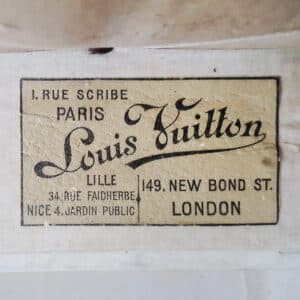 1. RUE SCRIBE
PARIS
Louis Vuitton
LILLE
34, RUE FAIDHERBE
NICE 4, JARDIN PUBLIC
149, NEW BOND ST.
LONDON